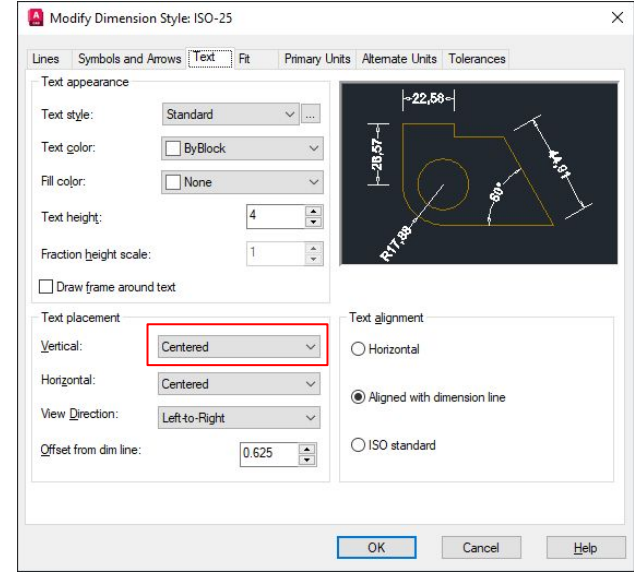 Modify Dimension Style: ISO-25
Lines Symbols and Arrows Text Fit Primary Units Alternate Units Tolerances
Text appearance
Text style: Standard ...
Text color: ByBlock
Fill color: None
Text height: 4
Fraction height scale: 1
Draw frame around text
22,58
28,57
44,91
60°
R17,88
Text placement
Vertical: Centered
Horizontal: Centered
View Direction: Left-to-Right
Offset from dim line: 0.625
Text alignment
Horizontal
Aligned with dimension line
ISO standard
OK Cancel Help